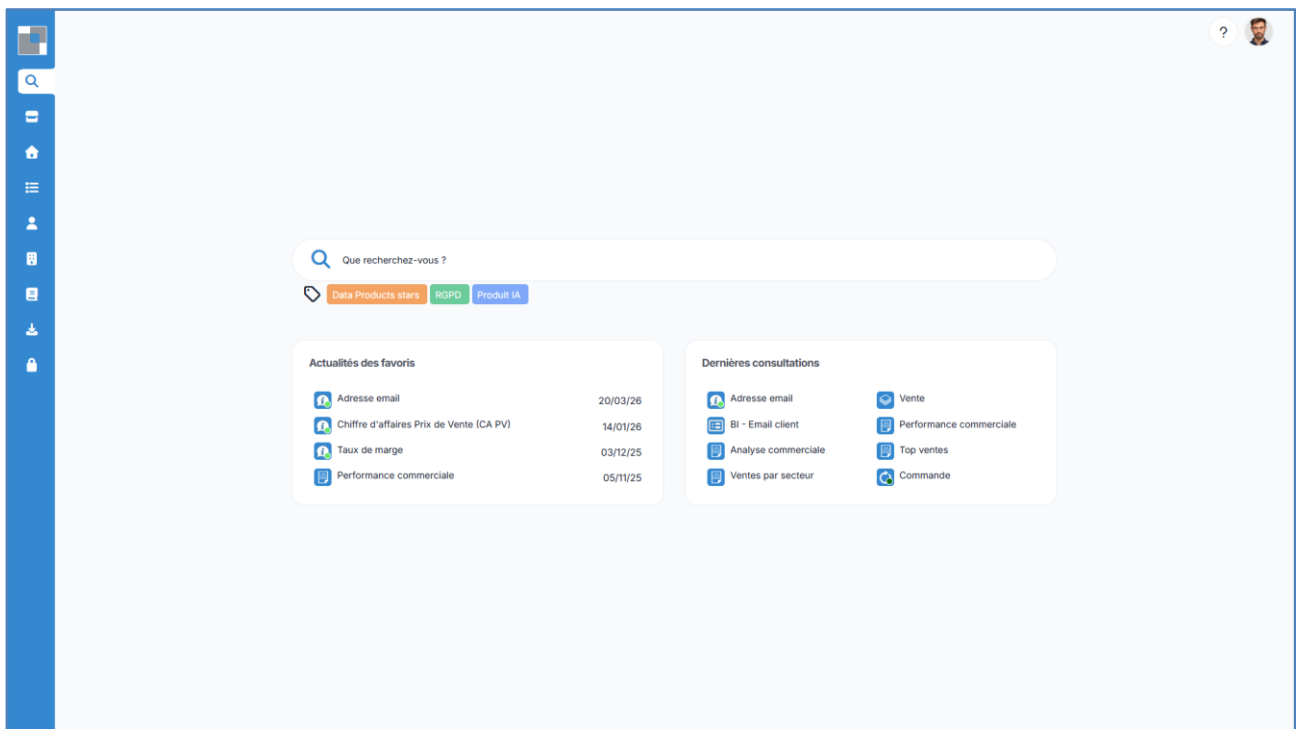 ?
Que recherchez-vous ?
Data Products stars RGPD Produit IA
Actualités des favoris
Adresse email 20/03/26
Chiffre d'affaires Prix de Vente (CA PV) 14/01/26
Taux de marge 03/12/25
Performance commerciale 05/11/25
Dernières consultations
Adresse email Vente
BI - Email client Performance commerciale
Analyse commerciale Top ventes
Ventes par secteur Commande